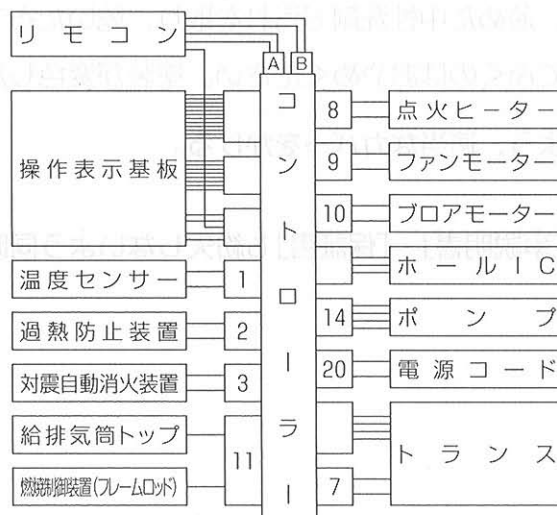 リモコン
A B
操作表示基板
温度センサー 1
過熱防止装置 2
対震自動消火装置 3
給排気筒トップ
11
燃焼制御装置(フレームロッド)
コントローラー
8 点火ヒーター
9 ファンモーター
10 ブロアモーター
ホールIC
14 ポンプ
20 電源コード
トランス
7